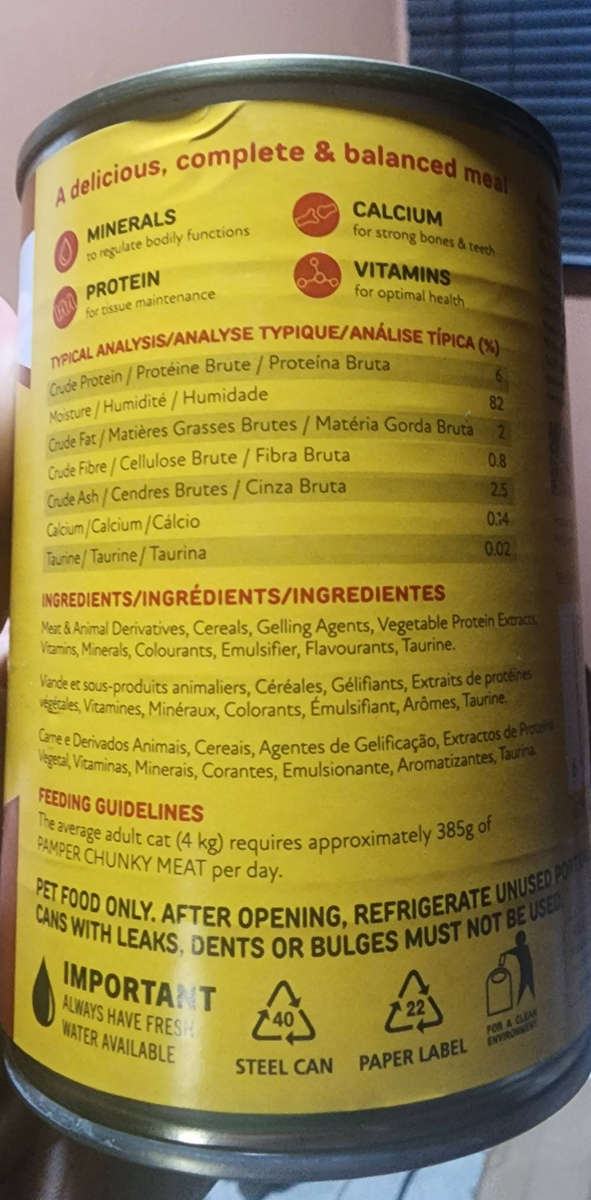 A delicious, complete & balanced meal
MINERALS
to regulate bodily functions
CALCIUM
for strong bones & teeth
PROTEIN
for tissue maintenance
VITAMINS
for optimal health
TYPICAL ANALYSIS/ANALYSE TYPIQUE/ANÁLISE TÍPICA (%)
Crude Protein / Protéine Brute / Proteína Bruta 6
Moisture / Humidité / Humidade 82
Crude Fat / Matières Grasses Brutes / Matéria Gorda Bruta 2
Crude Fibre / Cellulose Brute / Fibra Bruta 0.8
Crude Ash / Cendres Brutes / Cinza Bruta 2.5
Calcium / Calcium / Cálcio 0.14
Taurine / Taurine / Taurina 0.02
INGREDIENTS/INGRÉDIENTS/INGREDIENTES
Meat & Animal Derivatives, Cereals, Gelling Agents, Vegetable Protein Extracts,
Vitamins, Minerals, Colourants, Emulsifier, Flavourants, Taurine.
Viande et sous-produits animaliers, Céréales, Gélifiants, Extraits de protéines
végétales, Vitamines, Minéraux, Colorants, Émulsifiant, Arômes, Taurine.
Carne e Derivados Animais, Cereais, Agentes de Gelificação, Extractos de Proteína
Vegetal, Vitaminas, Minerais, Corantes, Emulsionante, Aromatizantes, Taurina.
FEEDING GUIDELINES
The average adult cat (4 kg) requires approximately 385g of
PAMPER CHUNKY MEAT per day.
PET FOOD ONLY. AFTER OPENING, REFRIGERATE UNUSED
CANS WITH LEAKS, DENTS OR BULGES MUST NOT BE USED.
IMPORTANT
ALWAYS HAVE FRESH
WATER AVAILABLE
40
STEEL CAN
22
PAPER LABEL
FOR A CLEAN
ENVIRONMENT